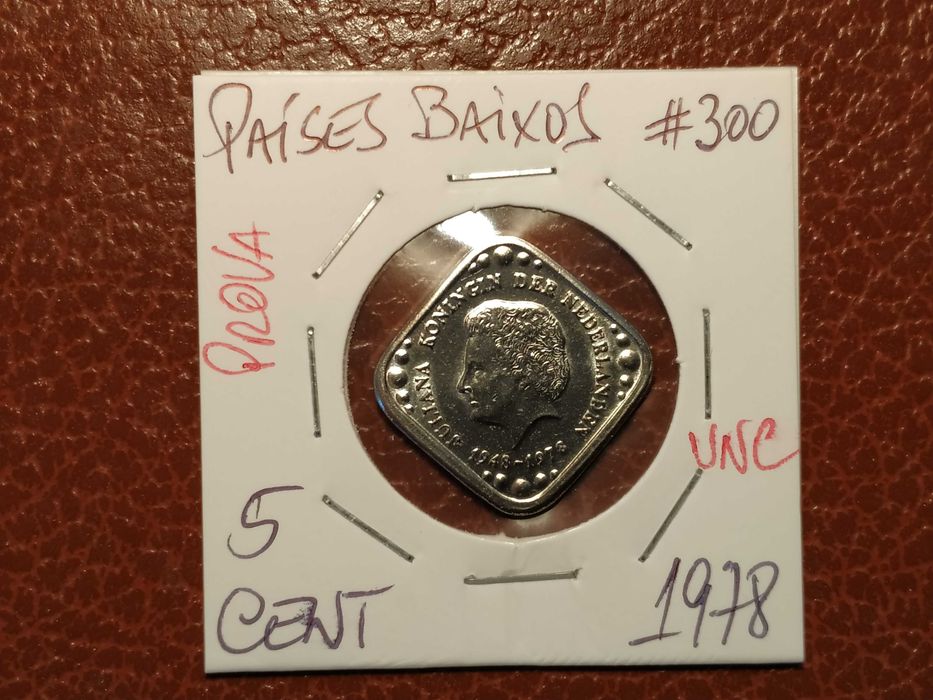 PAÍSES BAIXOS #300
PROVA
JULIANA KONINGIN DER NEDERLANDEN
1948-1978
UNC
5
CENT
1978